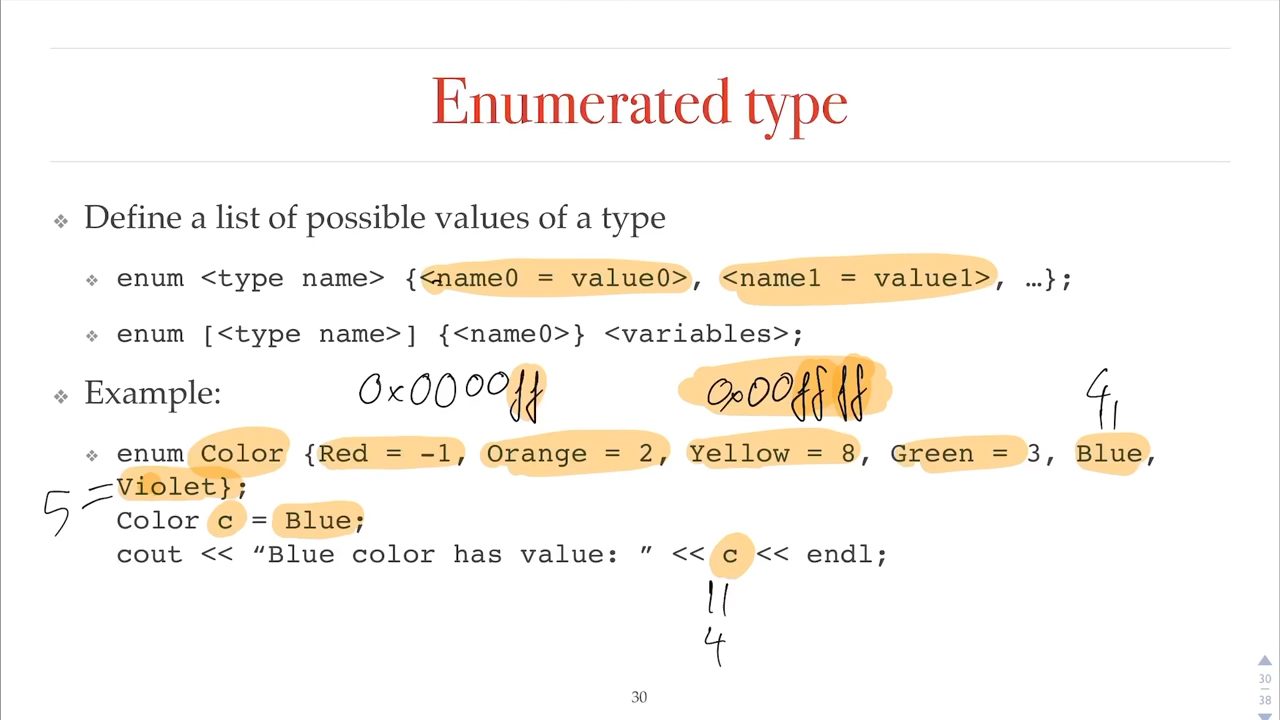 Enumerated type
❖ Define a list of possible values of a type
❖ enum <type name> {<name0 = value0>, <name1 = value1>, …};
❖ enum [<type name>] {<name0>} <variables>;
❖ Example:
0x0000ff 0x00ffff 4
❖ enum Color {Red = -1, Orange = 2, Yellow = 8, Green = 3, Blue,
5 = Violet};
Color c = Blue;
cout << “Blue color has value: ” << c << endl;
=
4
30
30
38